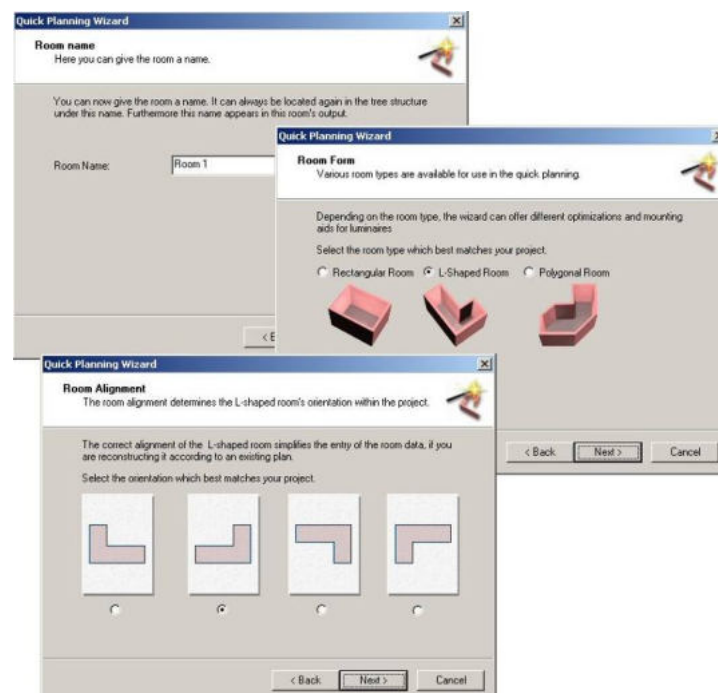 Quick Planning Wizard
Room name
Here you can give the room a name.
You can now give the room a name. It can always be located again in the tree structure
under this name. Furthermore this name appears in this room's output.
Room Name:
Room 1
Quick Planning Wizard
Room Form
Various room types are available for use in the quick planning.
Depending on the room type, the wizard can offer different optimizations and mounting
aids for luminaires
Select the room type which best matches your project.
Rectangular Room L-Shaped Room Polygonal Room
< Back Next > Cancel
Quick Planning Wizard
Room Alignment
The room alignment determines the L-shaped room's orientation within the project.
The correct alignment of the L-shaped room simplifies the entry of the room data, if you
are reconstructing it according to an existing plan.
Select the orientation which best matches your project.
< Back Next > Cancel